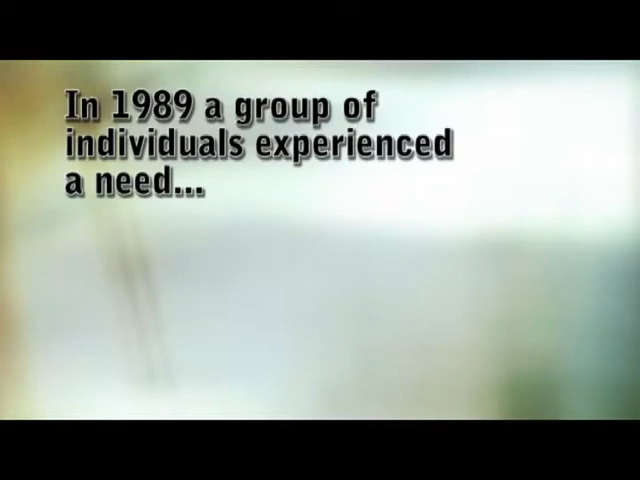 In 1989 a group of
individuals experienced
a need...